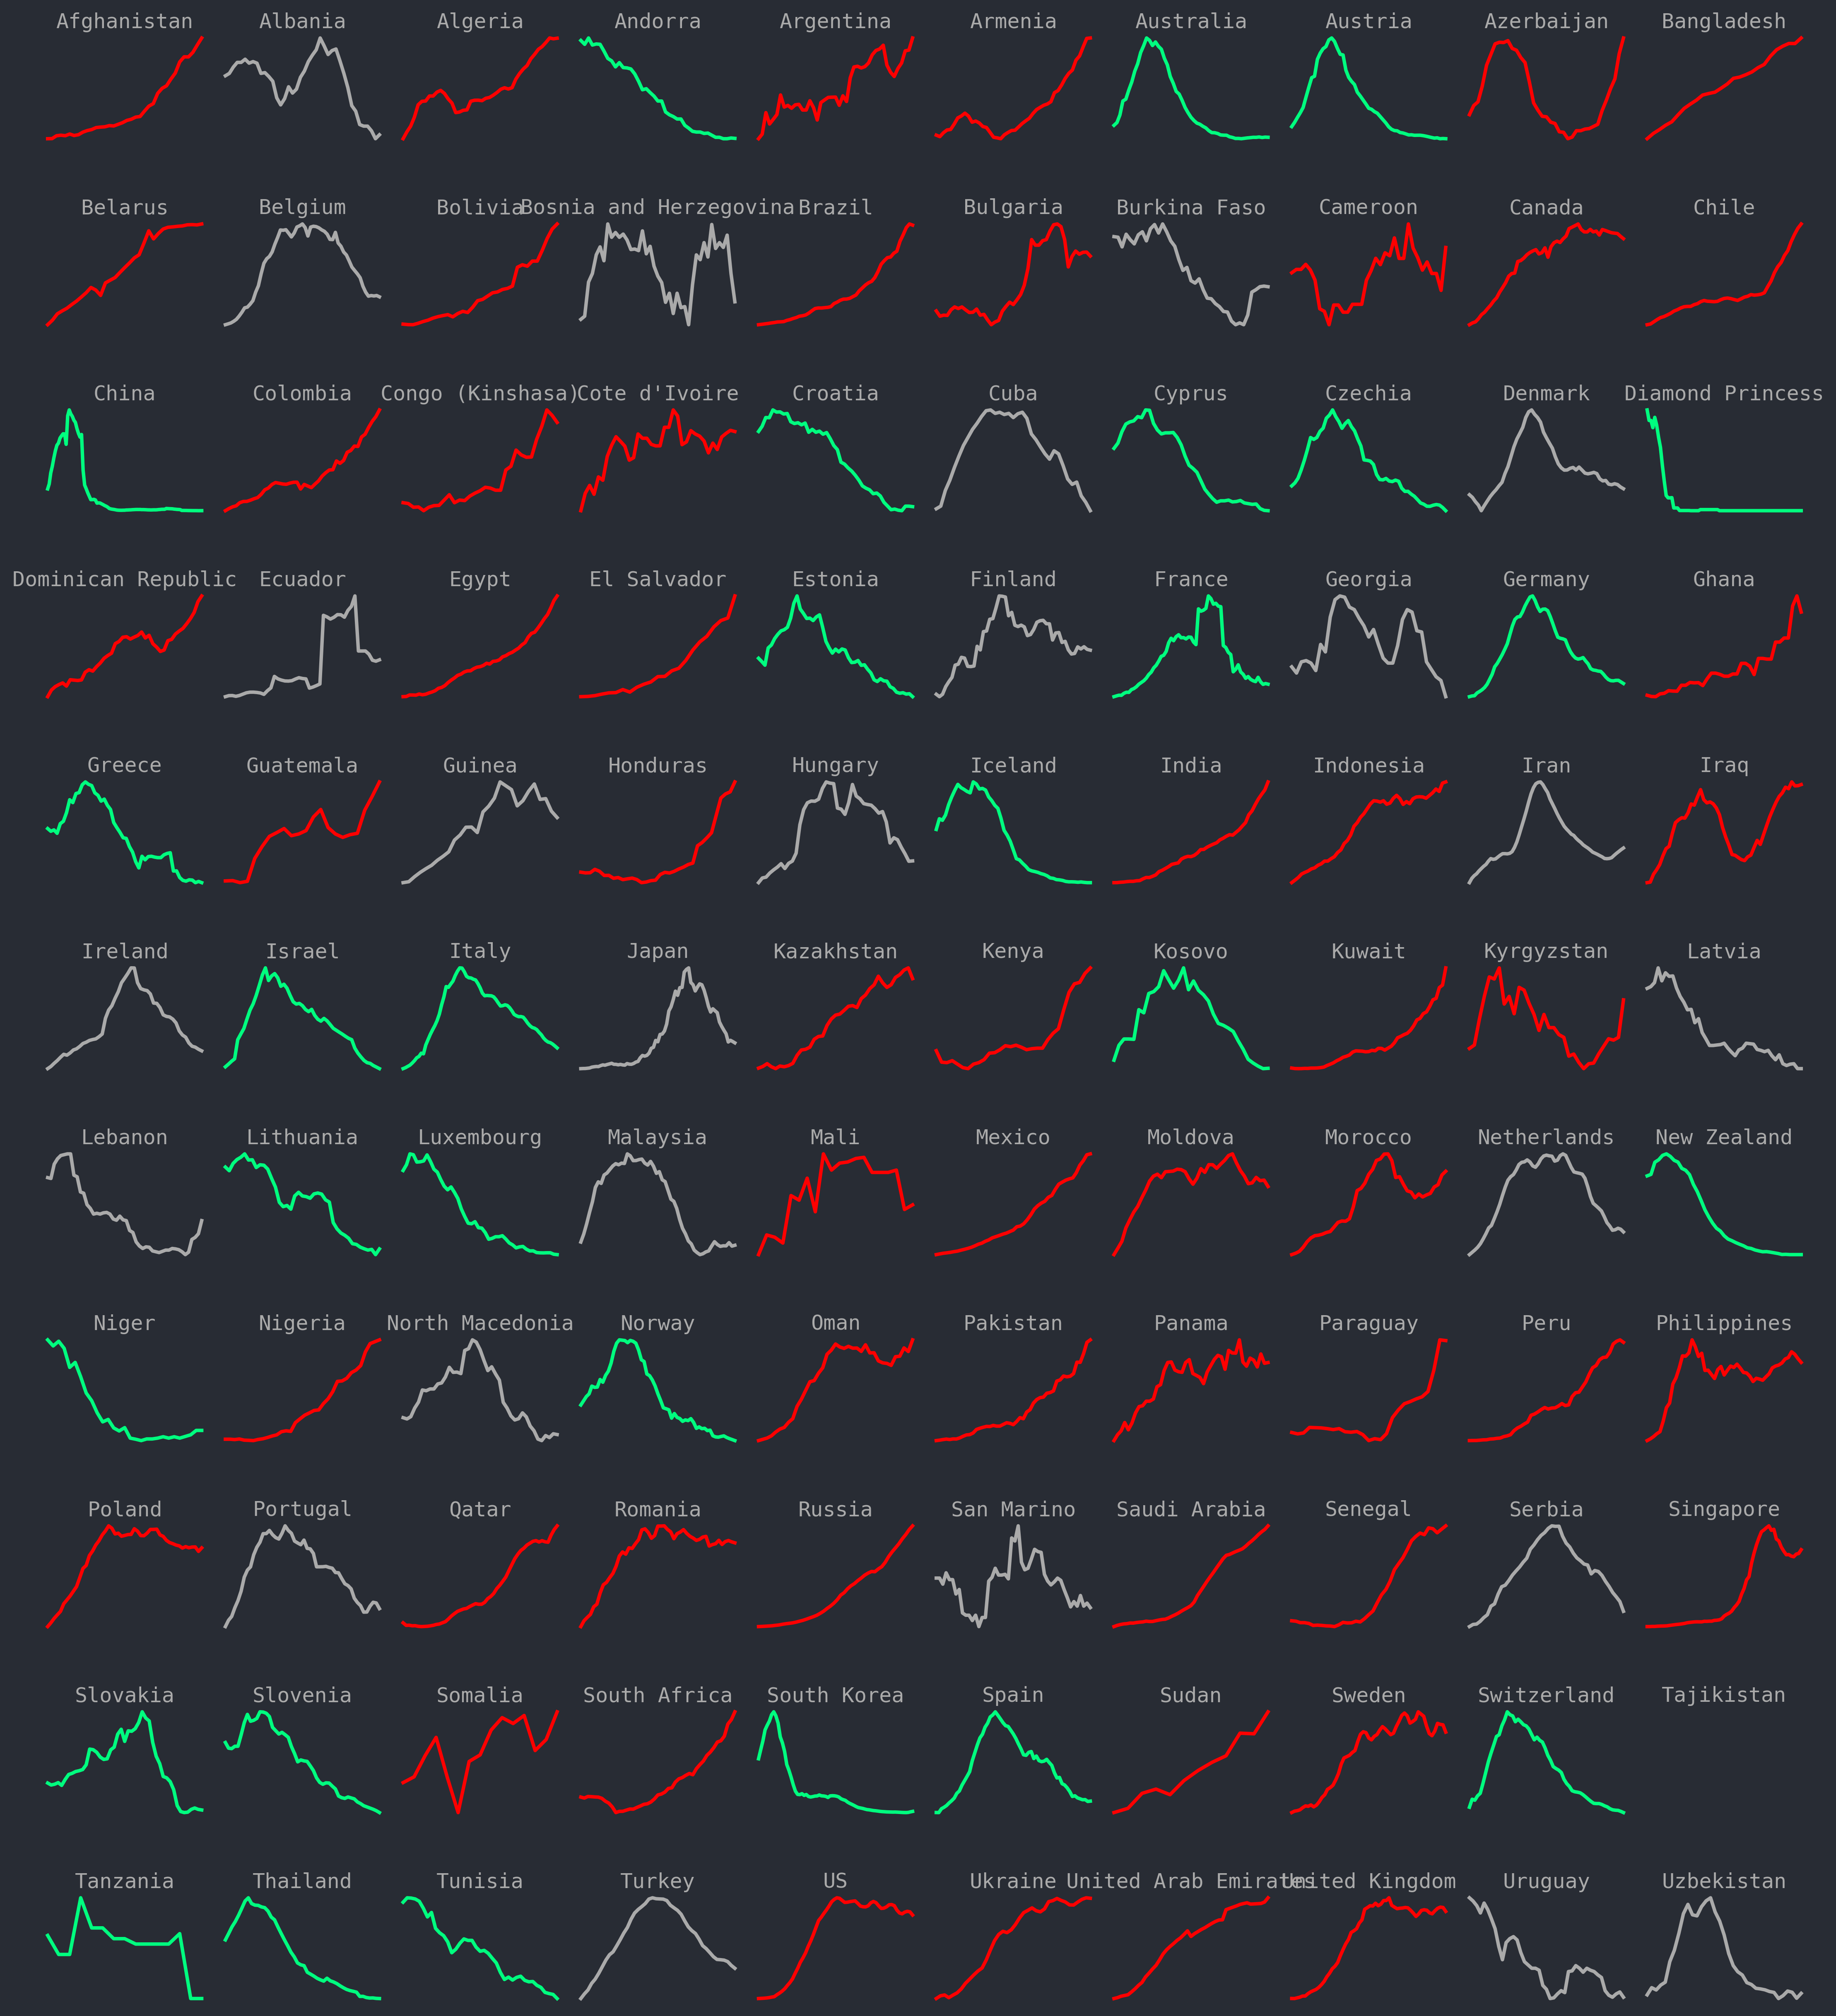 Afghanistan Albania Algeria Andorra Argentina Armenia Australia Austria Azerbaijan Bangladesh
Belarus Belgium Bolivia Bosnia and Herzegovina Brazil Bulgaria Burkina Faso Cameroon Canada Chile
China Colombia Congo (Kinshasa) Cote d'Ivoire Croatia Cuba Cyprus Czechia Denmark Diamond Princess
Dominican Republic Ecuador Egypt El Salvador Estonia Finland France Georgia Germany Ghana
Greece Guatemala Guinea Honduras Hungary Iceland India Indonesia Iran Iraq
Ireland Israel Italy Japan Kazakhstan Kenya Kosovo Kuwait Kyrgyzstan Latvia
Lebanon Lithuania Luxembourg Malaysia Mali Mexico Moldova Morocco Netherlands New Zealand
Niger Nigeria North Macedonia Norway Oman Pakistan Panama Paraguay Peru Philippines
Poland Portugal Qatar Romania Russia San Marino Saudi Arabia Senegal Serbia Singapore
Slovakia Slovenia Somalia South Africa South Korea Spain Sudan Sweden Switzerland Tajikistan
Tanzania Thailand Tunisia Turkey US Ukraine United Arab Emirates United Kingdom Uruguay Uzbekistan